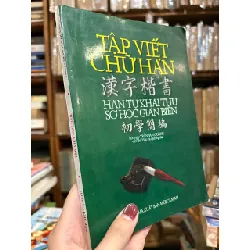 TẬP VIẾT
CHỮ HÁN
漢字楷書
HÁN TỰ KHẢI THƯ
SƠ HỌC GIẢN BIÊN
初學簡編